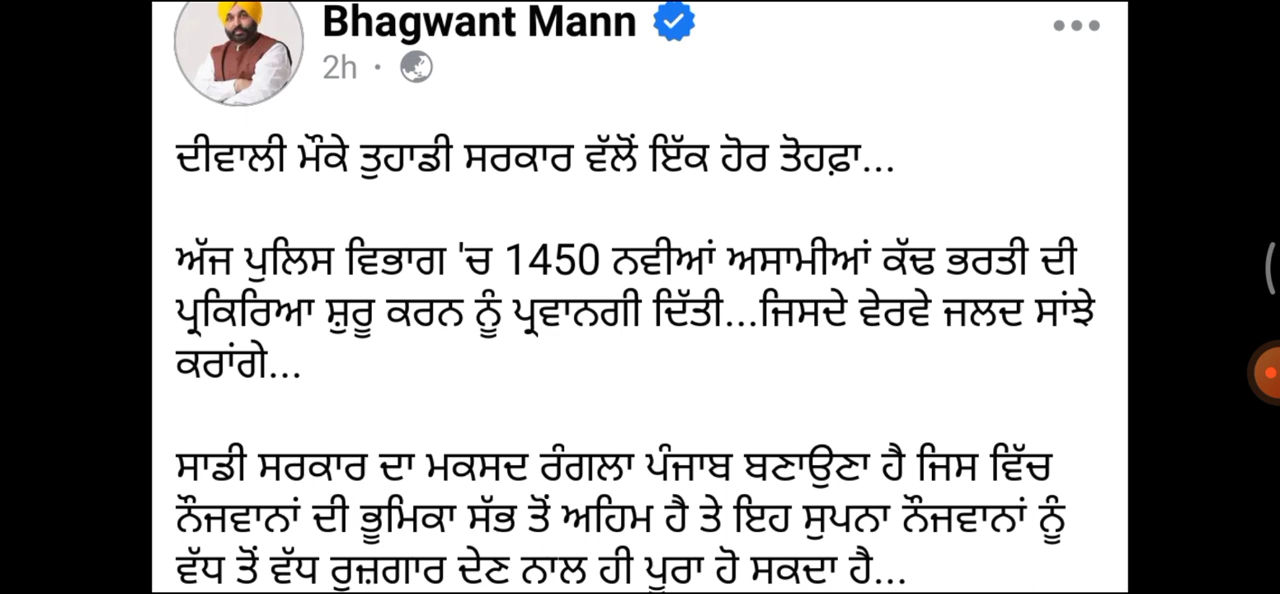 Bhagwant Mann
2h ·
ਦੀਵਾਲੀ ਮੌਕੇ ਤੁਹਾਡੀ ਸਰਕਾਰ ਵੱਲੋਂ ਇੱਕ ਹੋਰ ਤੋਹਫ਼ਾ...
ਅੱਜ ਪੁਲਿਸ ਵਿਭਾਗ 'ਚ 1450 ਨਵੀਆਂ ਅਸਾਮੀਆਂ ਕੱਢ ਭਰਤੀ ਦੀ
ਪ੍ਰਕਿਰਿਆ ਸ਼ੁਰੂ ਕਰਨ ਨੂੰ ਪ੍ਰਵਾਨਗੀ ਦਿੱਤੀ...ਜਿਸਦੇ ਵੇਰਵੇ ਜਲਦ ਸਾਂਝੇ
ਕਰਾਂਗੇ...
ਸਾਡੀ ਸਰਕਾਰ ਦਾ ਮਕਸਦ ਰੰਗਲਾ ਪੰਜਾਬ ਬਣਾਉਣਾ ਹੈ ਜਿਸ ਵਿੱਚ
ਨੌਜਵਾਨਾਂ ਦੀ ਭੂਮਿਕਾ ਸੱਭ ਤੋਂ ਅਹਿਮ ਹੈ ਤੇ ਇਹ ਸੁਪਨਾ ਨੌਜਵਾਨਾਂ ਨੂੰ
ਵੱਧ ਤੋਂ ਵੱਧ ਰੁਜ਼ਗਾਰ ਦੇਣ ਨਾਲ ਹੀ ਪੂਰਾ ਹੋ ਸਕਦਾ ਹੈ...